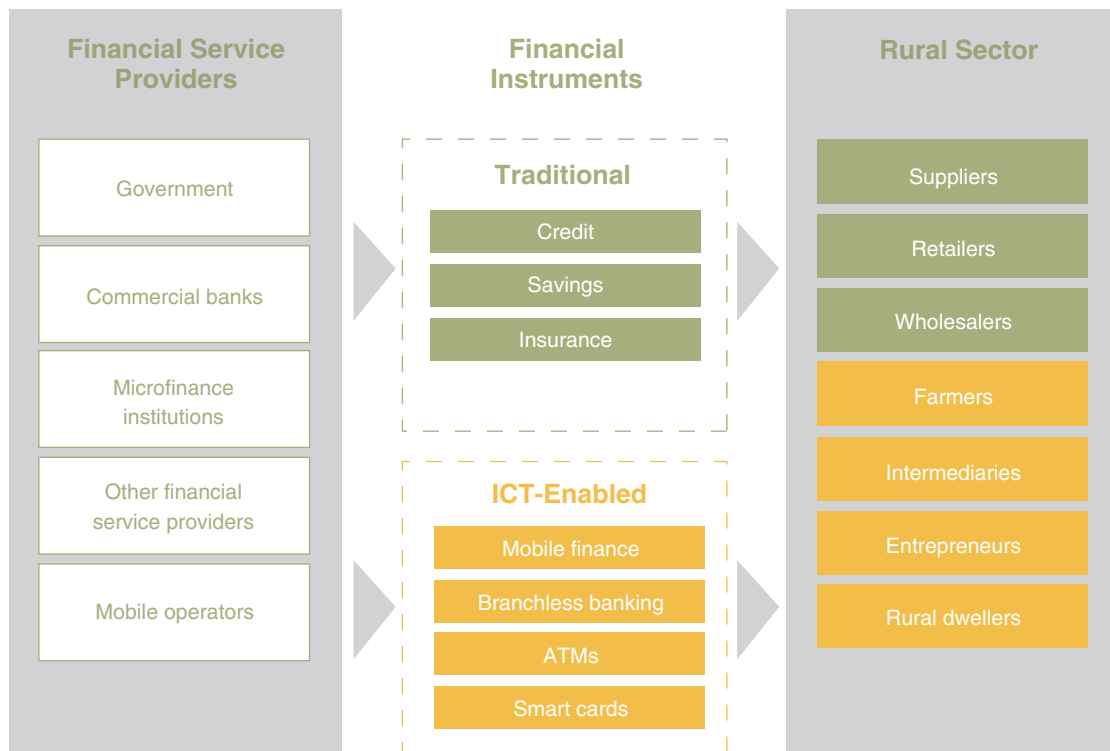 Financial Service
Providers
Government
Commercial banks
Microfinance
institutions
Other financial
service providers
Mobile operators
Financial
Instruments
Traditional
Credit
Savings
Insurance
ICT-Enabled
Mobile finance
Branchless banking
ATMs
Smart cards
Rural Sector
Suppliers
Retailers
Wholesalers
Farmers
Intermediaries
Entrepreneurs
Rural dwellers